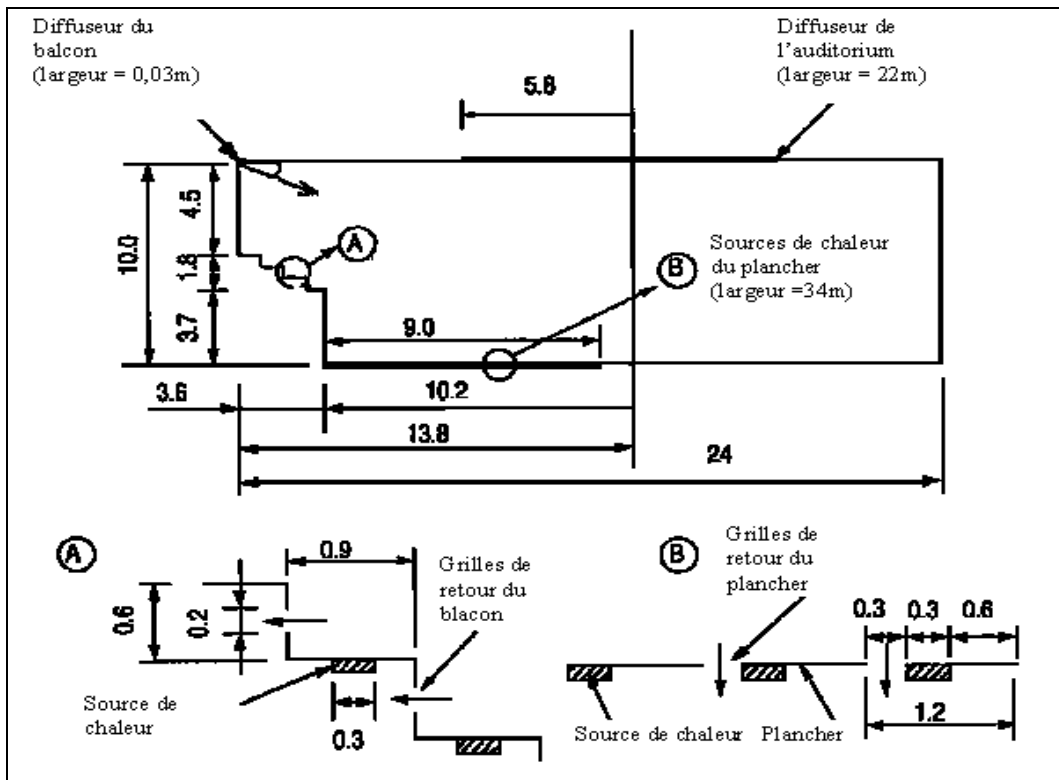 Diffuseur du
balcon
(largeur = 0,03m)
Diffuseur de
l'auditorium
(largeur = 22m)
5.8
10.0
4.5
1.8
3.7
A
B
Sources de chaleur
du plancher
(largeur =34m)
9.0
3.6
10.2
13.8
24
A
0.9
0.6
0.2
Grilles de
retour du
blacon
Source de
chaleur
0.3
B
Grilles de
retour du
plancher
0.3
0.3
0.6
Source de chaleur
Plancher
1.2